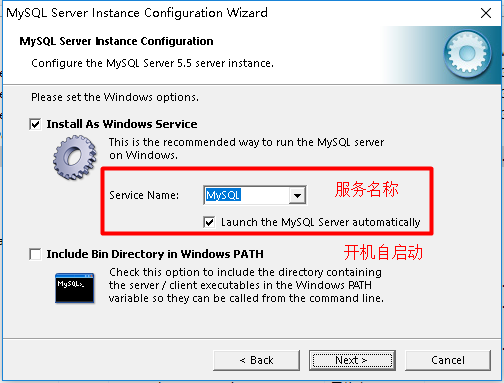 MySQL Server Instance Configuration Wizard
MySQL Server Instance Configuration
Configure the MySQL Server 5.5 server instance.
Please set the Windows options.
Install As Windows Service
This is the recommended way to run the MySQL server
on Windows.
Service Name: MySQL 服务名称
Launch the MySQL Server automatically
Include Bin Directory in Windows PATH 开机自启动
Check this option to include the directory containing
the server / client executables in the Windows PATH
variable so they can be called from the command line.
MySQL>_
< Back Next > Cancel